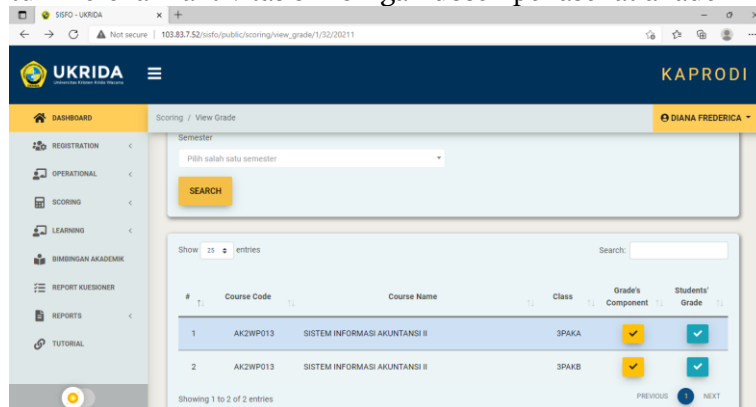 SISFO - UKRIDA
Not secure 103.83.7.52/sisfo/public/scoring/view_grade/1/32/20211
UKRIDA
KAPRODI
DASHBOARD
Scoring / View Grade
DIANA FREDERICA
REGISTRATION
OPERATIONAL
SCORING
LEARNING
BIMBINGAN AKADEMIK
REPORT KUESIONER
REPORTS
TUTORIAL
Semester
Pilih salah satu semester
SEARCH
Show 25 entries
Search:
# Course Code Course Name Class Grade's Component Students' Grade
1 AK2WP013 SISTEM INFORMASI AKUNTANSI II 3PAKA
2 AK2WP013 SISTEM INFORMASI AKUNTANSI II 3PAKB
Showing 1 to 2 of 2 entries
PREVIOUS 1 NEXT